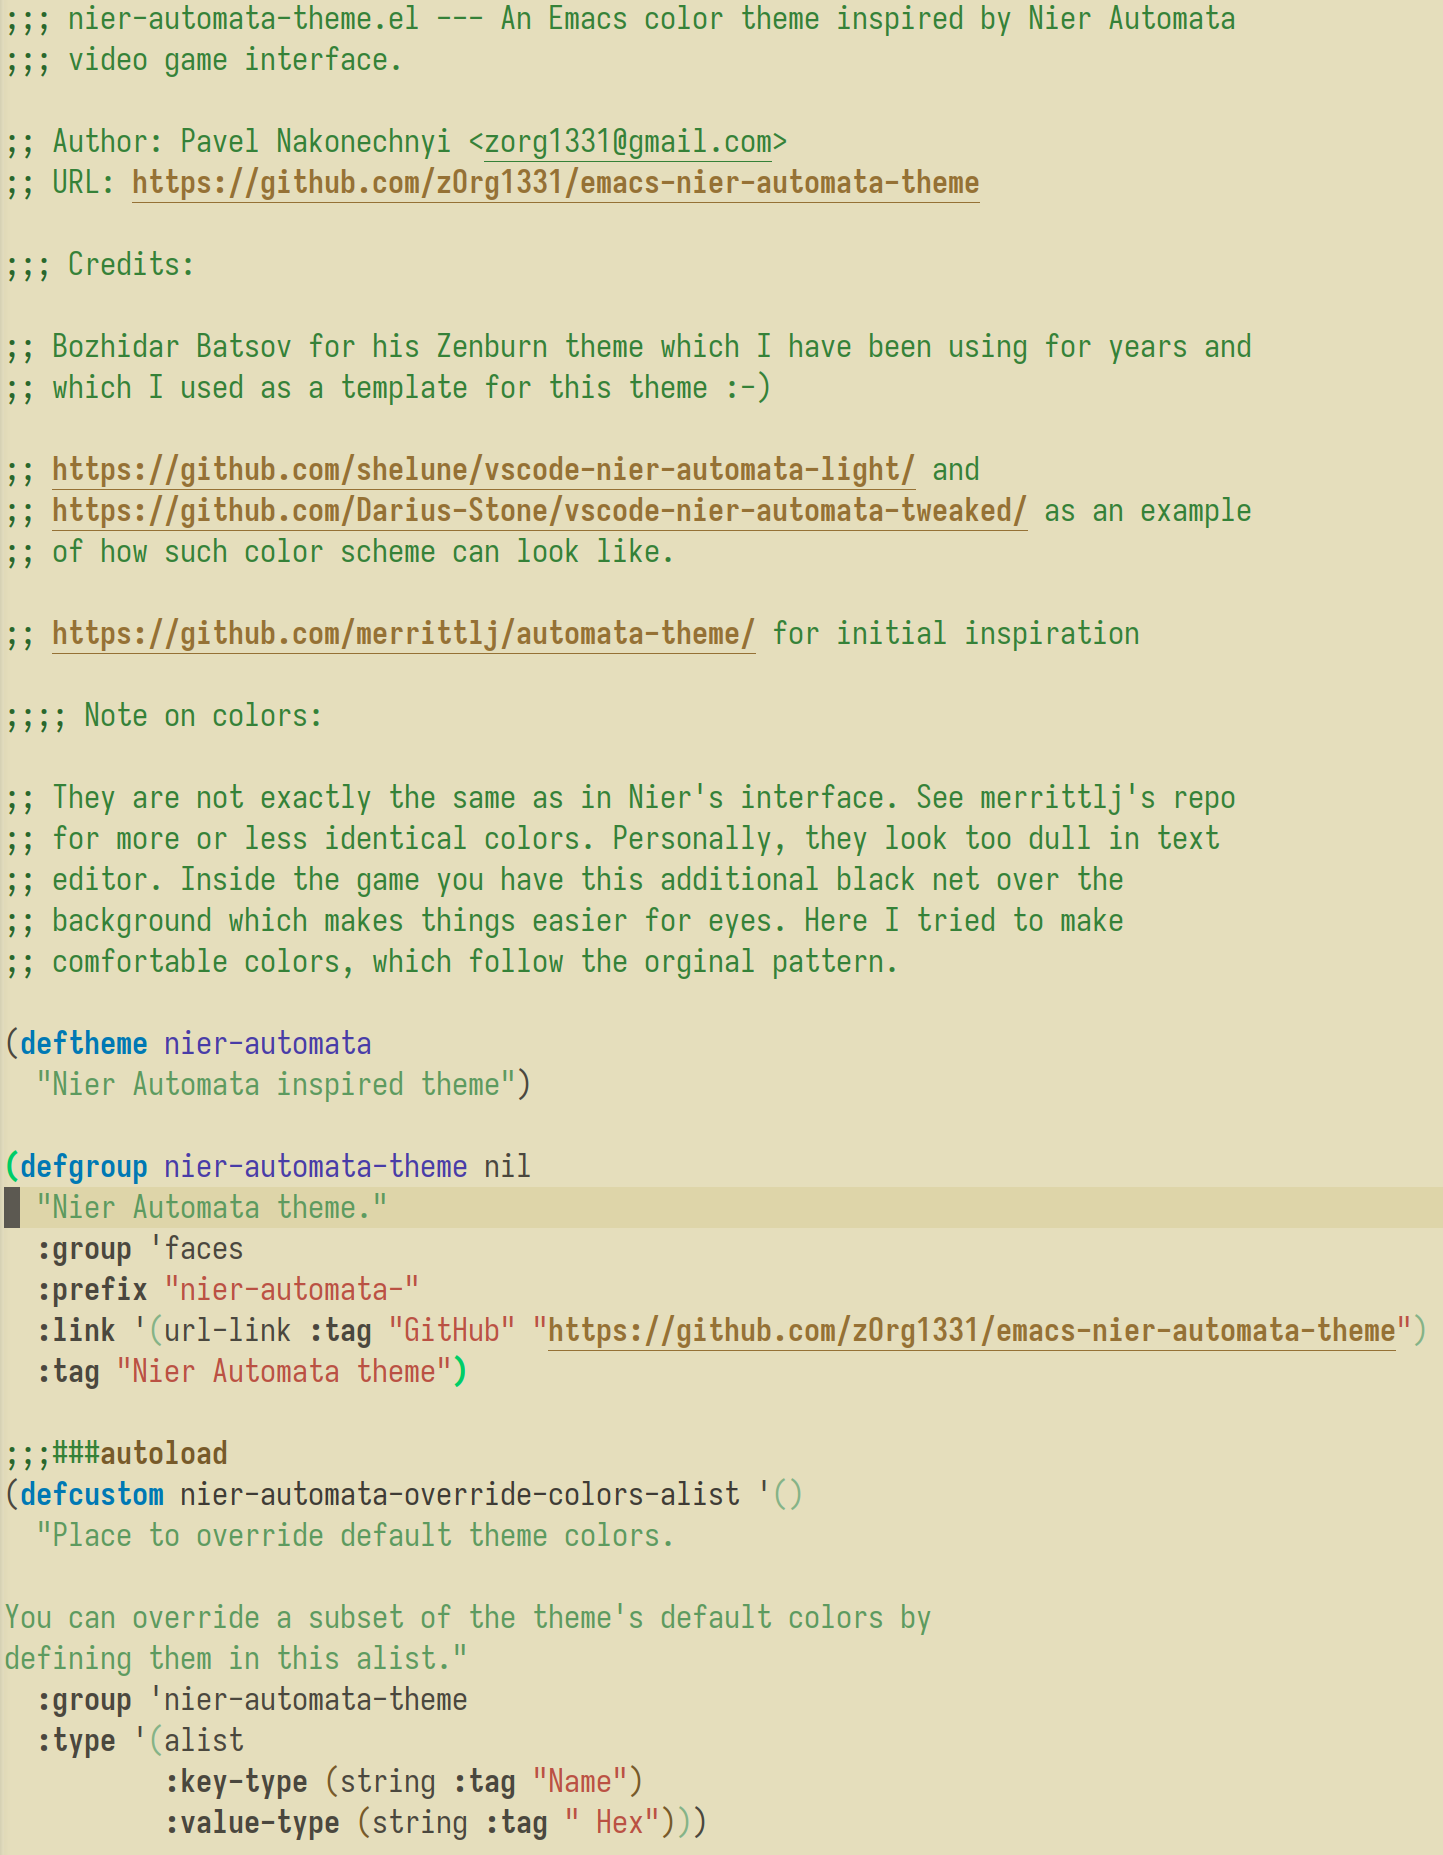 ;;; nier-automata-theme.el --- An Emacs color theme inspired by Nier Automata
;;; video game interface.
;; Author: Pavel Nakonechnyi <zorg1331@gmail.com>
;; URL: https://github.com/zOrg1331/emacs-nier-automata-theme
;;; Credits:
;; Bozhidar Batsov for his Zenburn theme which I have been using for years and
;; which I used as a template for this theme :-)
;; https://github.com/shelune/vscode-nier-automata-light/ and
;; https://github.com/Darius-Stone/vscode-nier-automata-tweaked/ as an example
;; of how such color scheme can look like.
;; https://github.com/merrittlj/automata-theme/ for initial inspiration
;;;; Note on colors:
;; They are not exactly the same as in Nier's interface. See merrittlj's repo
;; for more or less identical colors. Personally, they look too dull in text
;; editor. Inside the game you have this additional black net over the
;; background which makes things easier for eyes. Here I tried to make
;; comfortable colors, which follow the orginal pattern.
(deftheme nier-automata
  "Nier Automata inspired theme")
(defgroup nier-automata-theme nil
  "Nier Automata theme."
  :group 'faces
  :prefix "nier-automata-"
  :link '(url-link :tag "GitHub" "https://github.com/zOrg1331/emacs-nier-automata-theme")
  :tag "Nier Automata theme")
;;;###autoload
(defcustom nier-automata-override-colors-alist '()
  "Place to override default theme colors.
You can override a subset of the theme's default colors by
defining them in this alist."
  :group 'nier-automata-theme
  :type '(alist
          :key-type (string :tag "Name")
          :value-type (string :tag " Hex")))